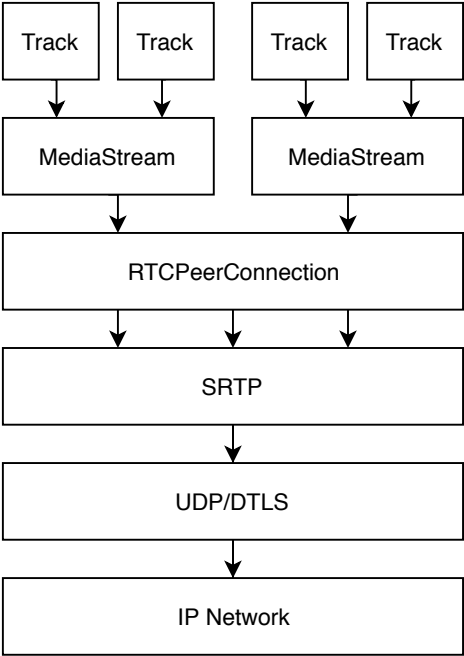 Track
Track
Track
Track
MediaStream
MediaStream
RTCPeerConnection
SRTP
UDP/DTLS
IP Network